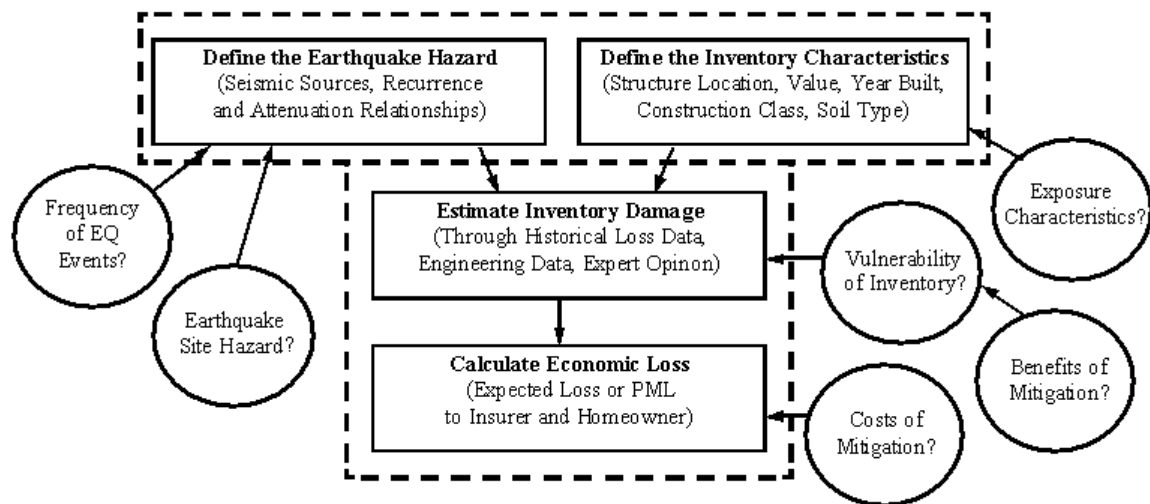 Define the Earthquake Hazard
(Seismic Sources, Recurrence
and Attenuation Relationships)
Define the Inventory Characteristics
(Structure Location, Value, Year Built,
Construction Class, Soil Type)
Frequency
of EQ
Events?
Earthquake
Site Hazard?
Exposure
Characteristics?
Estimate Inventory Damage
(Through Historical Loss Data,
Engineering Data, Expert Opinon)
Vulnerability
of Inventory?
Calculate Economic Loss
(Expected Loss or PML
to Insurer and Homeowner)
Benefits of
Mitigation?
Costs of
Mitigation?